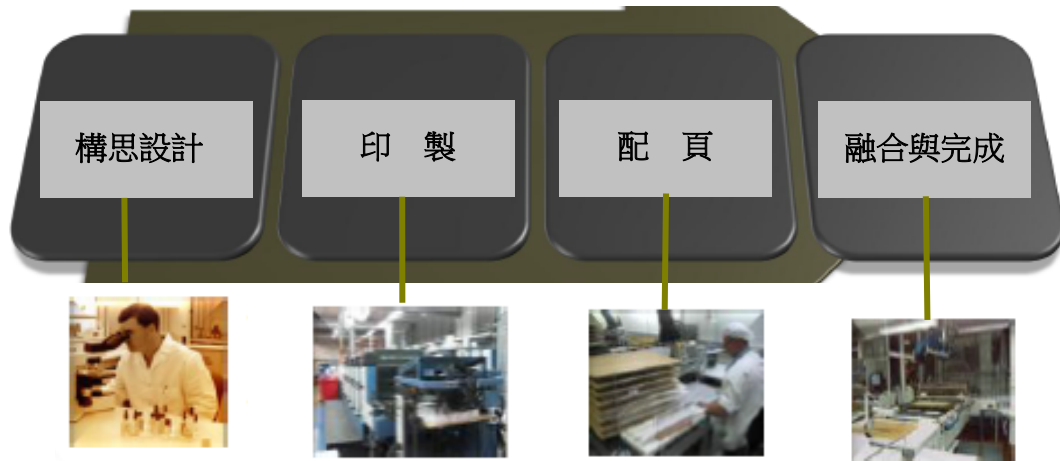 構思設計
印　製
配　頁
融合與完成